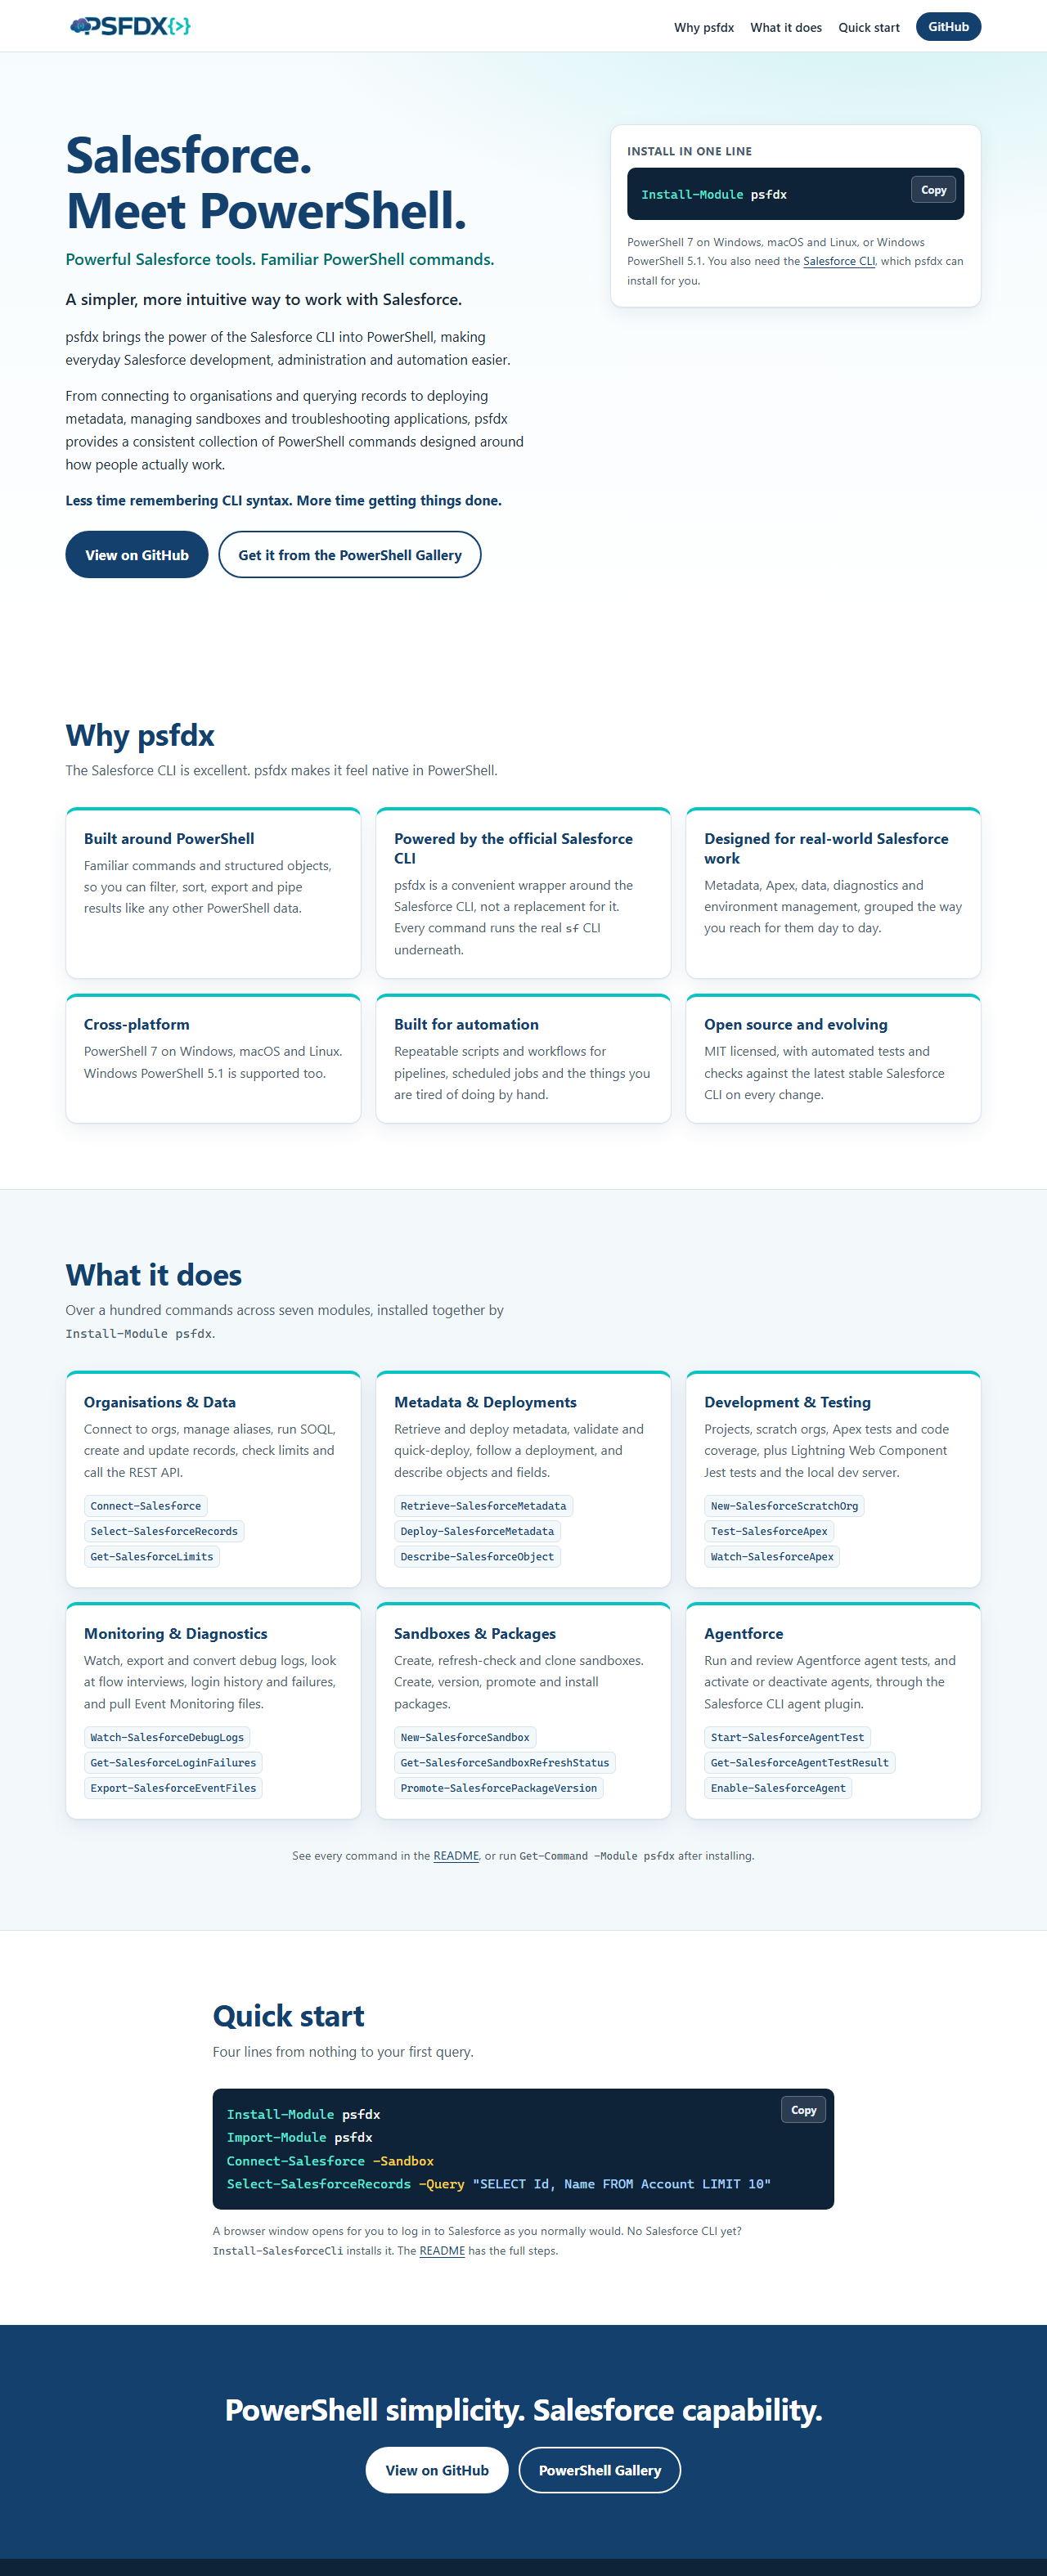 PSFDX{>}
Why psfdx
What it does
Quick start
GitHub
Salesforce.
Meet PowerShell.
Powerful Salesforce tools. Familiar PowerShell commands.
A simpler, more intuitive way to work with Salesforce.
psfdx brings the power of the Salesforce CLI into PowerShell, making
everyday Salesforce development, administration and automation easier.
From connecting to organisations and querying records to deploying
metadata, managing sandboxes and troubleshooting applications, psfdx
provides a consistent collection of PowerShell commands designed around
how people actually work.
Less time remembering CLI syntax. More time getting things done.
View on GitHub
Get it from the PowerShell Gallery
INSTALL IN ONE LINE
Install-Module psfdx
Copy
PowerShell 7 on Windows, macOS and Linux, or Windows
PowerShell 5.1. You also need the Salesforce CLI, which psfdx can
install for you.
Why psfdx
The Salesforce CLI is excellent. psfdx makes it feel native in PowerShell.
Built around PowerShell
Familiar commands and structured objects,
so you can filter, sort, export and pipe
results like any other PowerShell data.
Powered by the official Salesforce
CLI
psfdx is a convenient wrapper around the
Salesforce CLI, not a replacement for it.
Every command runs the real sf CLI
underneath.
Designed for real-world Salesforce
work
Metadata, Apex, data, diagnostics and
environment management, grouped the way
you reach for them day to day.
Cross-platform
PowerShell 7 on Windows, macOS and Linux.
Windows PowerShell 5.1 is supported too.
Built for automation
Repeatable scripts and workflows for
pipelines, scheduled jobs and the things you
are tired of doing by hand.
Open source and evolving
MIT licensed, with automated tests and
checks against the latest stable Salesforce
CLI on every change.
What it does
Over a hundred commands across seven modules, installed together by
Install-Module psfdx.
Organisations & Data
Connect to orgs, manage aliases, run SOQL,
create and update records, check limits and
call the REST API.
Connect-Salesforce
Select-SalesforceRecords
Get-SalesforceLimits
Metadata & Deployments
Retrieve and deploy metadata, validate and
quick-deploy, follow a deployment, and
describe objects and fields.
Retrieve-SalesforceMetadata
Deploy-SalesforceMetadata
Describe-SalesforceObject
Development & Testing
Projects, scratch orgs, Apex tests and code
coverage, plus Lightning Web Component
Jest tests and the local dev server.
New-SalesforceScratchOrg
Test-SalesforceApex
Watch-SalesforceApex
Monitoring & Diagnostics
Watch, export and convert debug logs, look
at flow interviews, login history and failures,
and pull Event Monitoring files.
Watch-SalesforceDebugLogs
Get-SalesforceLoginFailures
Export-SalesforceEventFiles
Sandboxes & Packages
Create, refresh-check and clone sandboxes.
Create, version, promote and install
packages.
New-SalesforceSandbox
Get-SalesforceSandboxRefreshStatus
Promote-SalesforcePackageVersion
Agentforce
Run and review Agentforce agent tests, and
activate or deactivate agents, through the
Salesforce CLI agent plugin.
Start-SalesforceAgentTest
Get-SalesforceAgentTestResult
Enable-SalesforceAgent
See every command in the README, or run Get-Command -Module psfdx after installing.
Quick start
Four lines from nothing to your first query.
Copy
Install-Module psfdx
Import-Module psfdx
Connect-Salesforce -Sandbox
Select-SalesforceRecords -Query "SELECT Id, Name FROM Account LIMIT 10"
A browser window opens for you to log in to Salesforce as you normally would. No Salesforce CLI yet?
Install-SalesforceCli installs it. The README has the full steps.
PowerShell simplicity. Salesforce capability.
View on GitHub
PowerShell Gallery